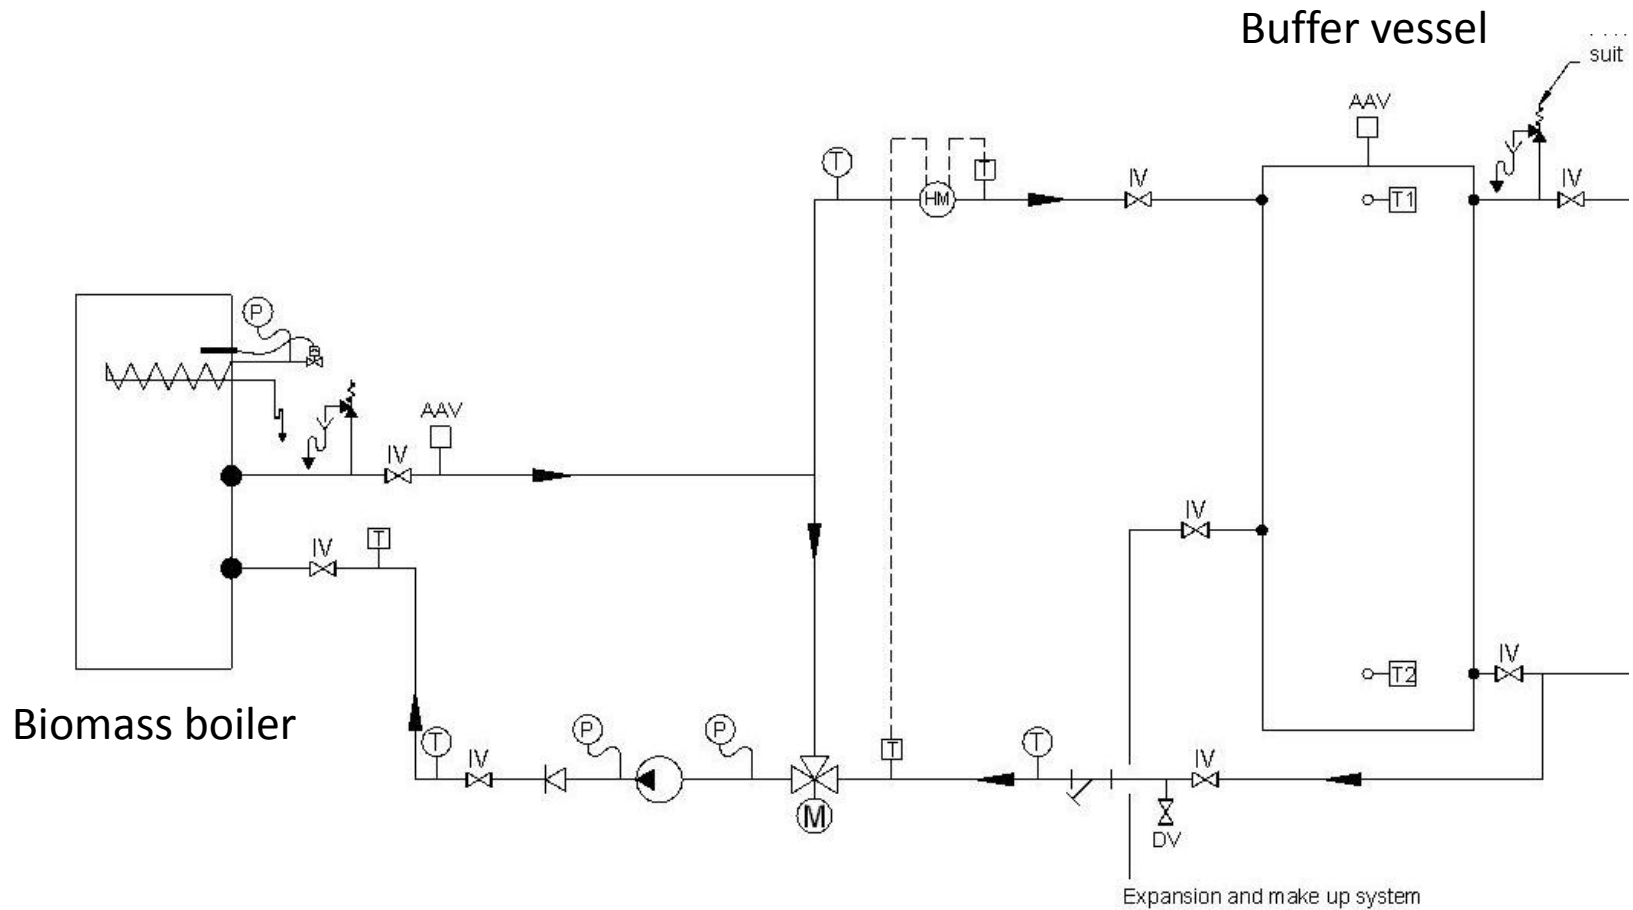 Buffer vessel
suit
AAV
T
HM
T
IV
T1
IV
P
AAV
IV
IV
IV
T
T2
IV
Biomass boiler
T
IV
P
P
M
T
T
IV
DV
Expansion and make up system